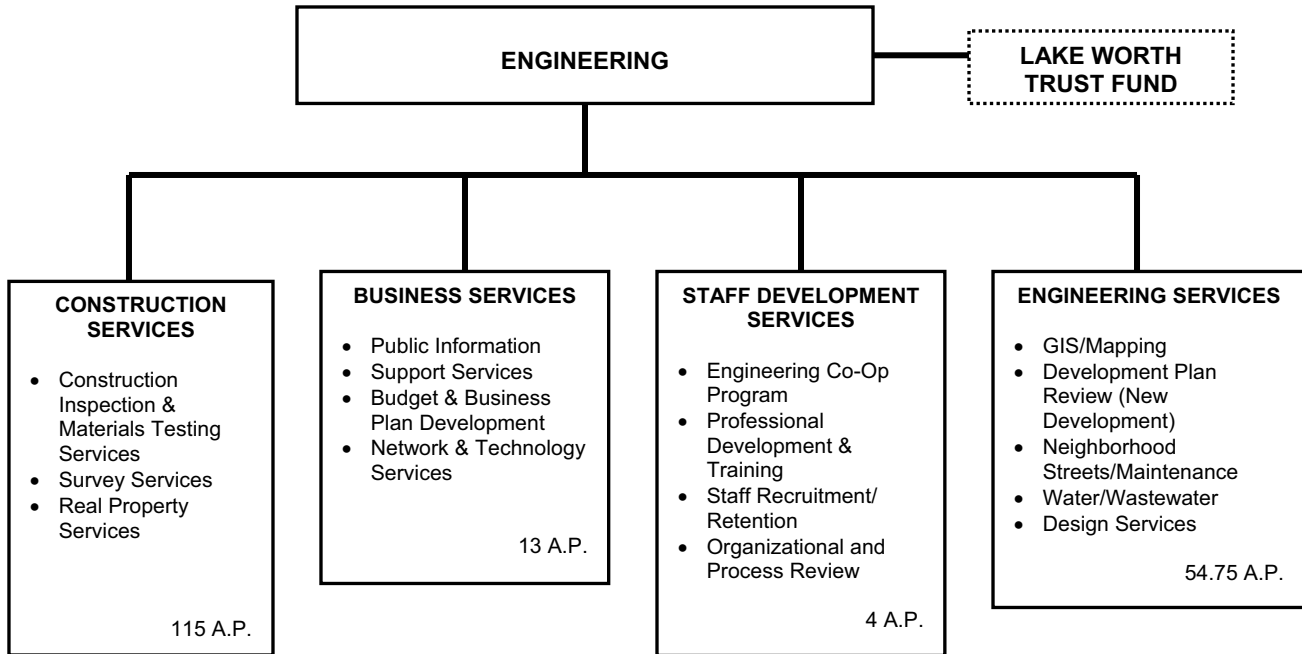 ENGINEERING
LAKE WORTH
TRUST FUND
CONSTRUCTION
SERVICES
• Construction
Inspection &
Materials Testing
Services
• Survey Services
• Real Property
Services
115 A.P.
BUSINESS SERVICES
• Public Information
• Support Services
• Budget & Business
Plan Development
• Network & Technology
Services
13 A.P.
STAFF DEVELOPMENT
SERVICES
• Engineering Co-Op
Program
• Professional
Development &
Training
• Staff Recruitment/
Retention
• Organizational and
Process Review
4 A.P.
ENGINEERING SERVICES
• GIS/Mapping
• Development Plan
Review (New
Development)
• Neighborhood
Streets/Maintenance
• Water/Wastewater
• Design Services
54.75 A.P.